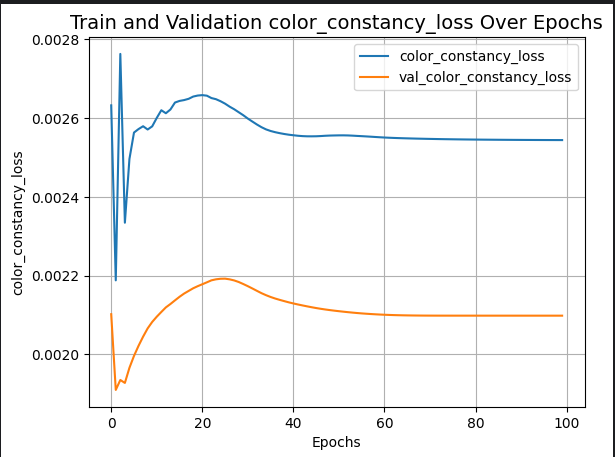 Train and Validation color_constancy_loss Over Epochs
0.0028
color_constancy_loss
val_color_constancy_loss
0.0026
0.0024
0.0022
0.0020
color_constancy_loss
0
20
40
60
80
100
Epochs